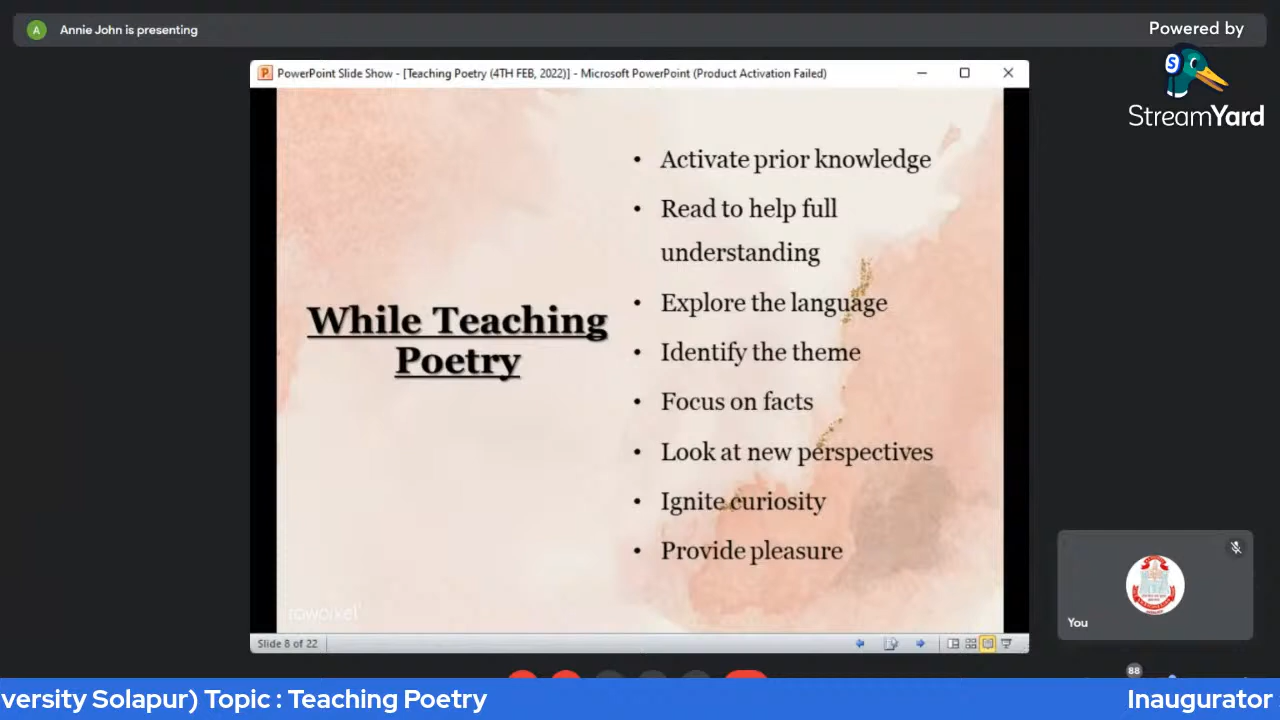 A Annie John is presenting
Powered by
StreamYard
PowerPoint Slide Show - [Teaching Poetry (4TH FEB, 2022)] - Microsoft PowerPoint (Product Activation Failed)
While Teaching
Poetry
• Activate prior knowledge
• Read to help full
understanding
• Explore the language
• Identify the theme
• Focus on facts
• Look at new perspectives
• Ignite curiosity
• Provide pleasure
rawpixel
Slide 8 of 22
You
88
versity Solapur) Topic : Teaching Poetry
Inaugurator